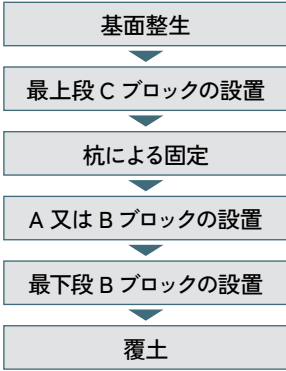 基面整生
最上段 C ブロックの設置
杭による固定
A 又は B ブロックの設置
最下段 B ブロックの設置
覆土